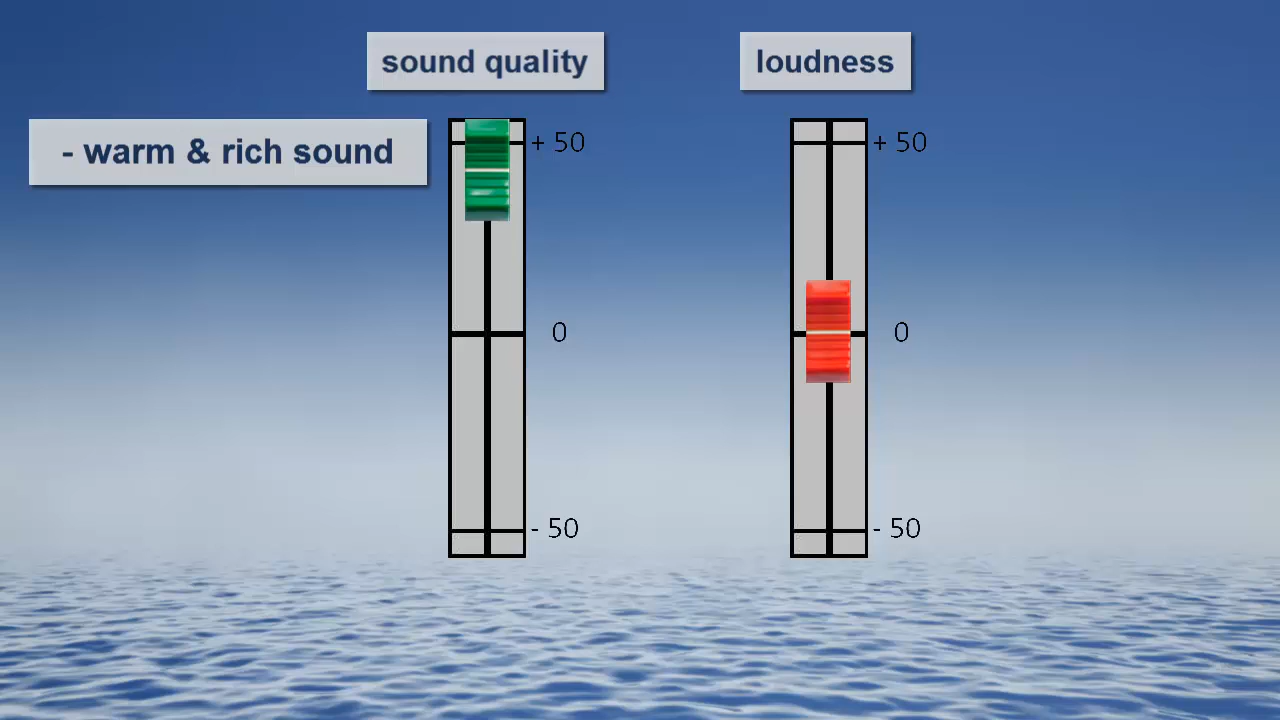 sound quality
loudness
- warm & rich sound
+ 50
+ 50
0
0
- 50
- 50